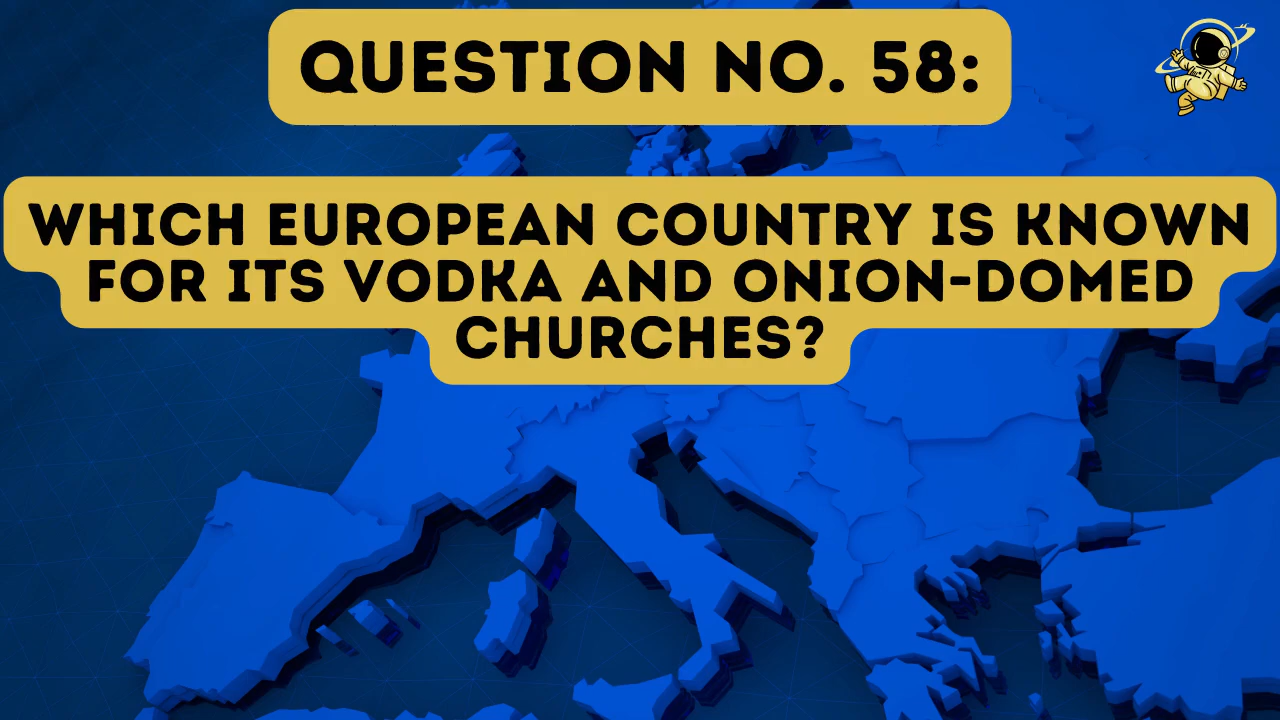 QUESTION NO. 58:
WHICH EUROPEAN COUNTRY IS KNOWN
FOR ITS VODKA AND ONION-DOMED
CHURCHES?